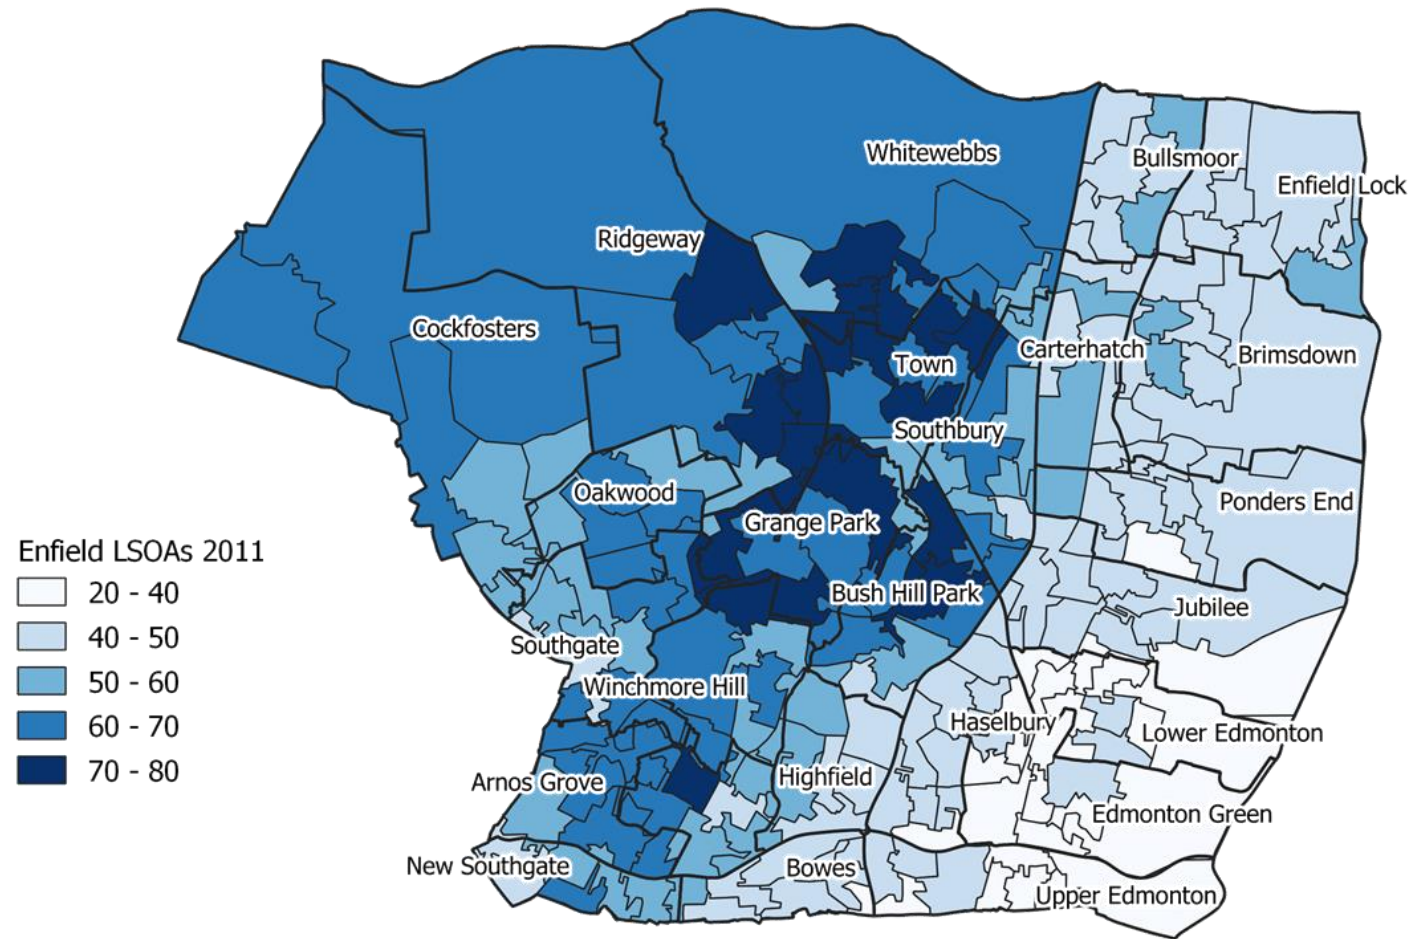 Whitewebbs
Bullsmoor
Enfield Lock
Ridgeway
Cockfosters
Carterhatch
Brimsdown
Town
Southbury
Oakwood
Ponders End
Grange Park
Enfield LSOAs 2011
20 - 40
40 - 50
50 - 60
60 - 70
70 - 80
Bush Hill Park
Jubilee
Southgate
Winchmore Hill
Haselbury
Lower Edmonton
Arnos Grove
Highfield
Edmonton Green
New Southgate
Bowes
Upper Edmonton